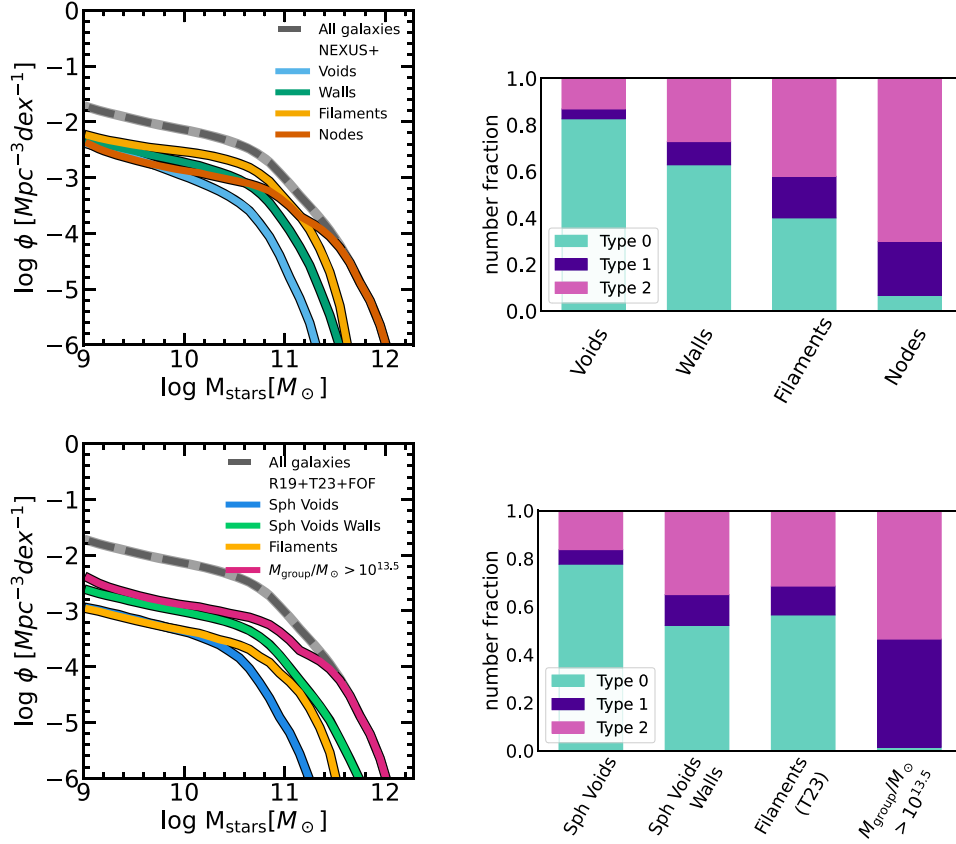 0
−1
−2
−3
−4
−5
−6
log ϕ [Mpc⁻³dex⁻¹]
All galaxies
NEXUS+
Voids
Walls
Filaments
Nodes
9 10 11 12
log M_stars[M_⊙]
1.0
0.8
0.6
0.4
0.2
0.0
number fraction
Type 0
Type 1
Type 2
Voids
Walls
Filaments
Nodes
0
−1
−2
−3
−4
−5
−6
log ϕ [Mpc⁻³dex⁻¹]
All galaxies
R19+T23+FOF
Sph Voids
Sph Voids Walls
Filaments
M_group/M_⊙ > 10^13.5
9 10 11 12
log M_stars[M_⊙]
1.0
0.8
0.6
0.4
0.2
0.0
number fraction
Type 0
Type 1
Type 2
Sph Voids
Sph Voids
Walls
Filaments
(T23)
M_group/M_⊙
> 10^13.5